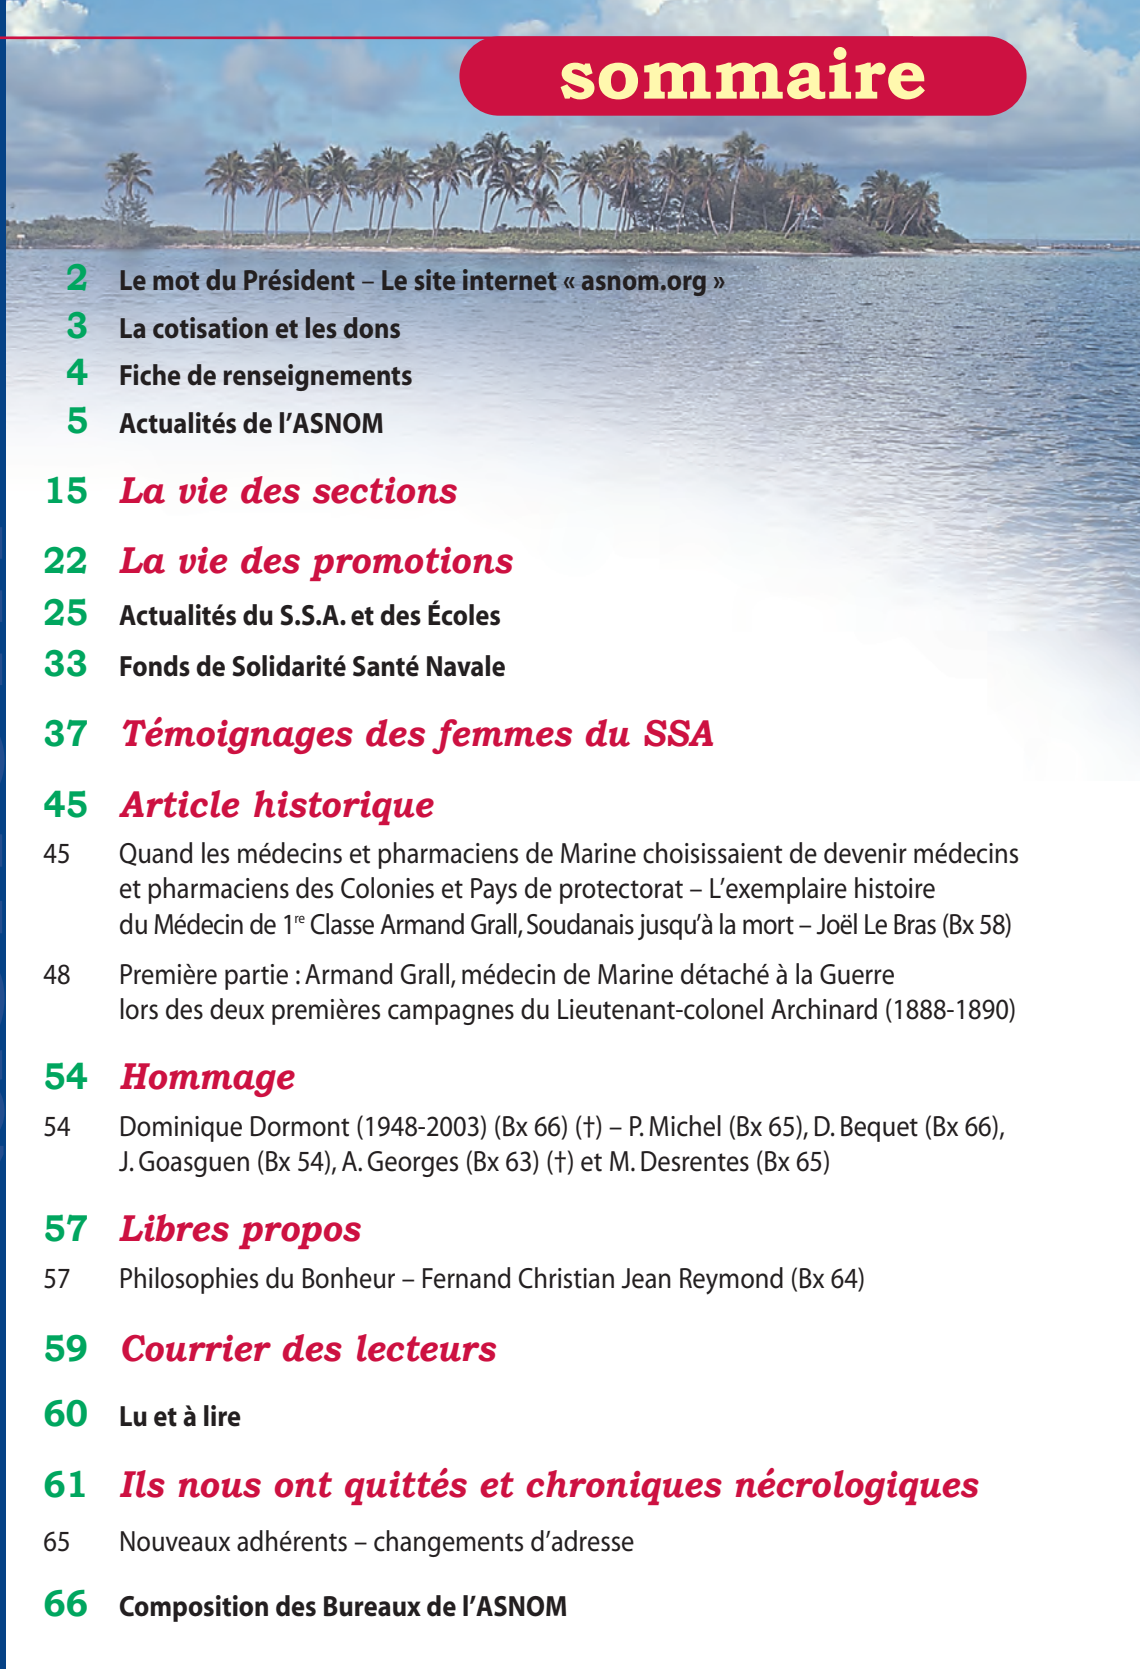 sommaire
2 Le mot du Président – Le site internet « asnom.org »
3 La cotisation et les dons
4 Fiche de renseignements
5 Actualités de l’ASNOM
15 La vie des sections
22 La vie des promotions
25 Actualités du S.S.A. et des Écoles
33 Fonds de Solidarité Santé Navale
37 Témoignages des femmes du SSA
45 Article historique
45 Quand les médecins et pharmaciens de Marine choisissaient de devenir médecins
et pharmaciens des Colonies et Pays de protectorat – L’exemplaire histoire
du Médecin de 1re Classe Armand Grall, Soudanais jusqu’à la mort – Joël Le Bras (Bx 58)
48 Première partie : Armand Grall, médecin de Marine détaché à la Guerre
lors des deux premières campagnes du Lieutenant-colonel Archinard (1888-1890)
54 Hommage
54 Dominique Dormont (1948-2003) (Bx 66) (†) – P. Michel (Bx 65), D. Bequet (Bx 66),
J. Goasguen (Bx 54), A. Georges (Bx 63) (†) et M. Desrentes (Bx 65)
57 Libres propos
57 Philosophies du Bonheur – Fernand Christian Jean Reymond (Bx 64)
59 Courrier des lecteurs
60 Lu et à lire
61 Ils nous ont quittés et chroniques nécrologiques
65 Nouveaux adhérents – changements d’adresse
66 Composition des Bureaux de l’ASNOM